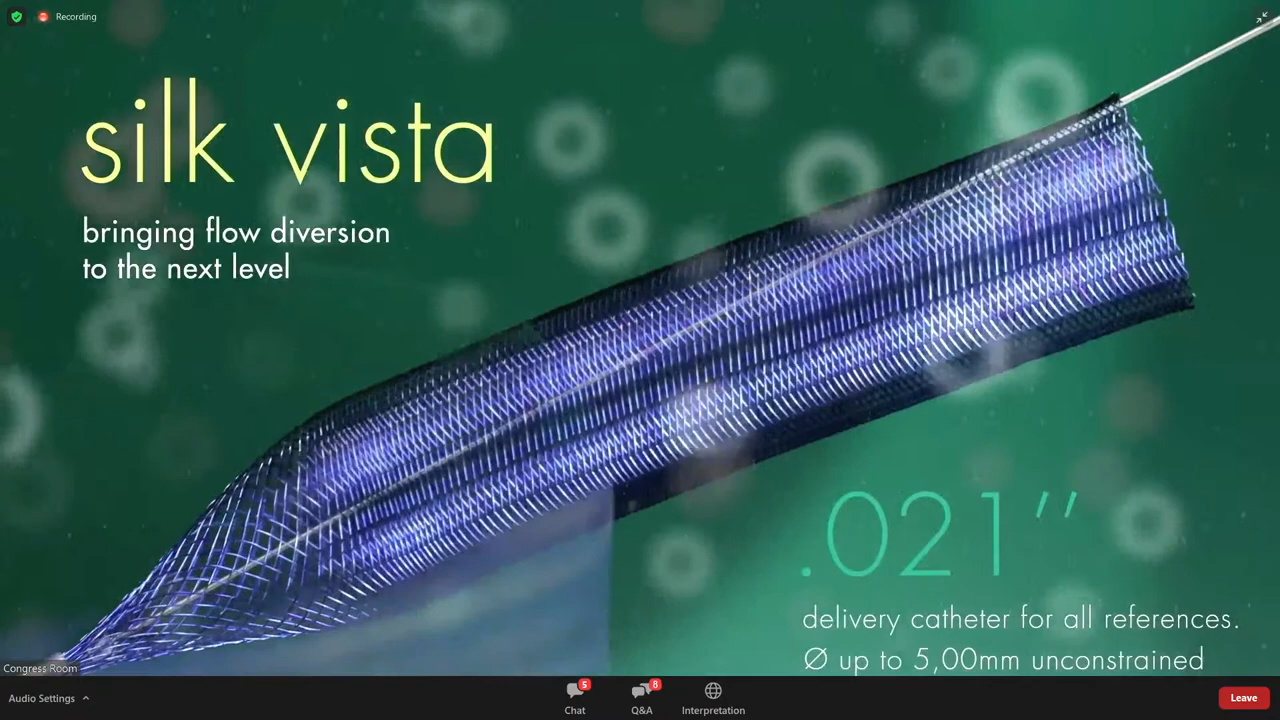 Recording
silk vista
bringing flow diversion
to the next level
.021"
delivery catheter for all references.
Ø up to 5,00mm unconstrained
Congress Room
Audio Settings
5
Chat
8
Q&A
Interpretation
Leave